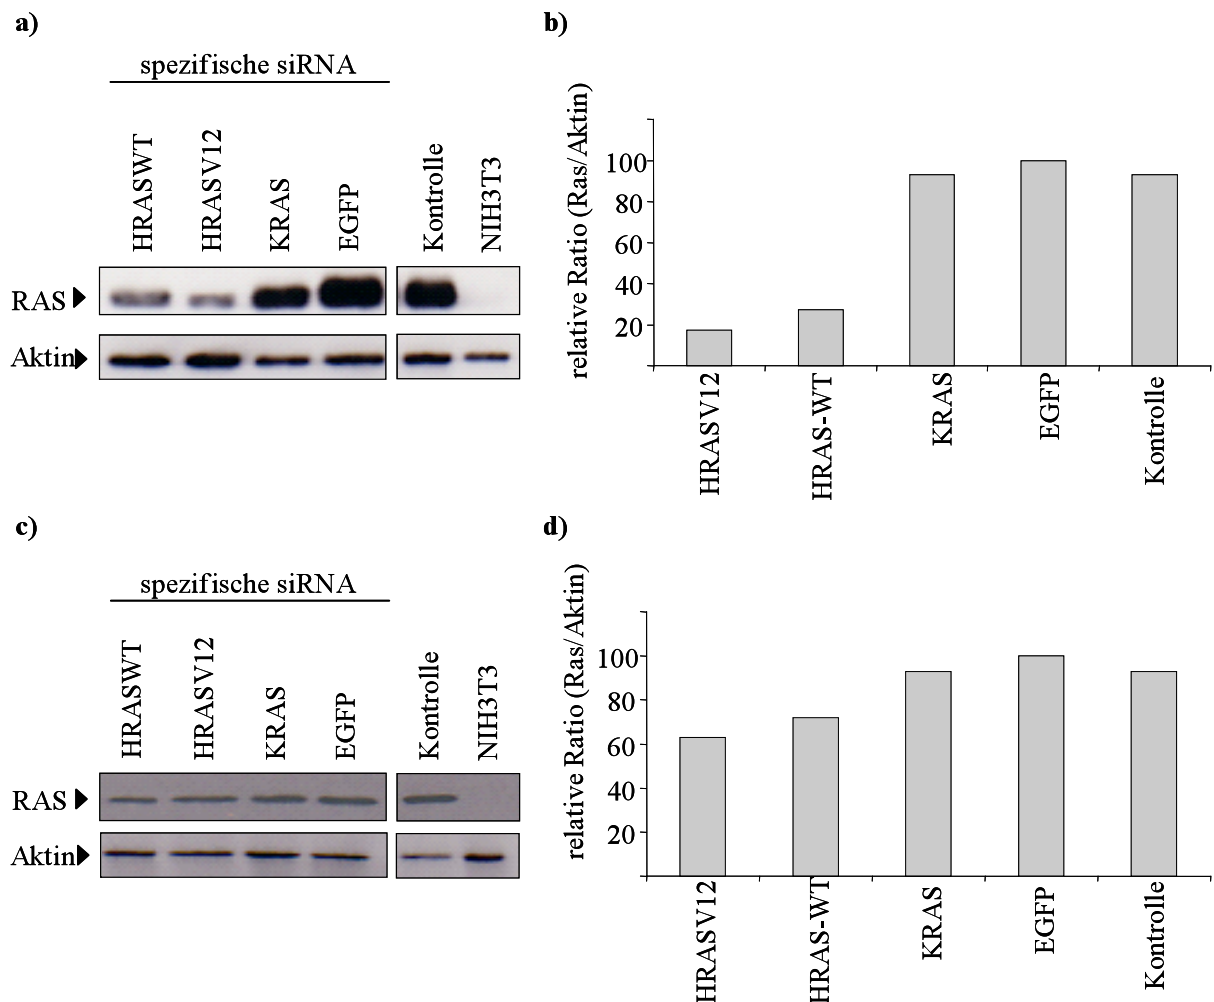 a)
spezifische siRNA
HRASWT
HRASV12
KRAS
EGFP
Kontrolle
NIH3T3
RAS
Aktin
b)
relative Ratio (Ras/Aktin)
100
80
60
40
20
HRASV12
HRAS-WT
KRAS
EGFP
Kontrolle
c)
spezifische siRNA
HRASWT
HRASV12
KRAS
EGFP
Kontrolle
NIH3T3
RAS
Aktin
d)
relative Ratio (Ras/Aktin)
100
80
60
40
20
HRASV12
HRAS-WT
KRAS
EGFP
Kontrolle